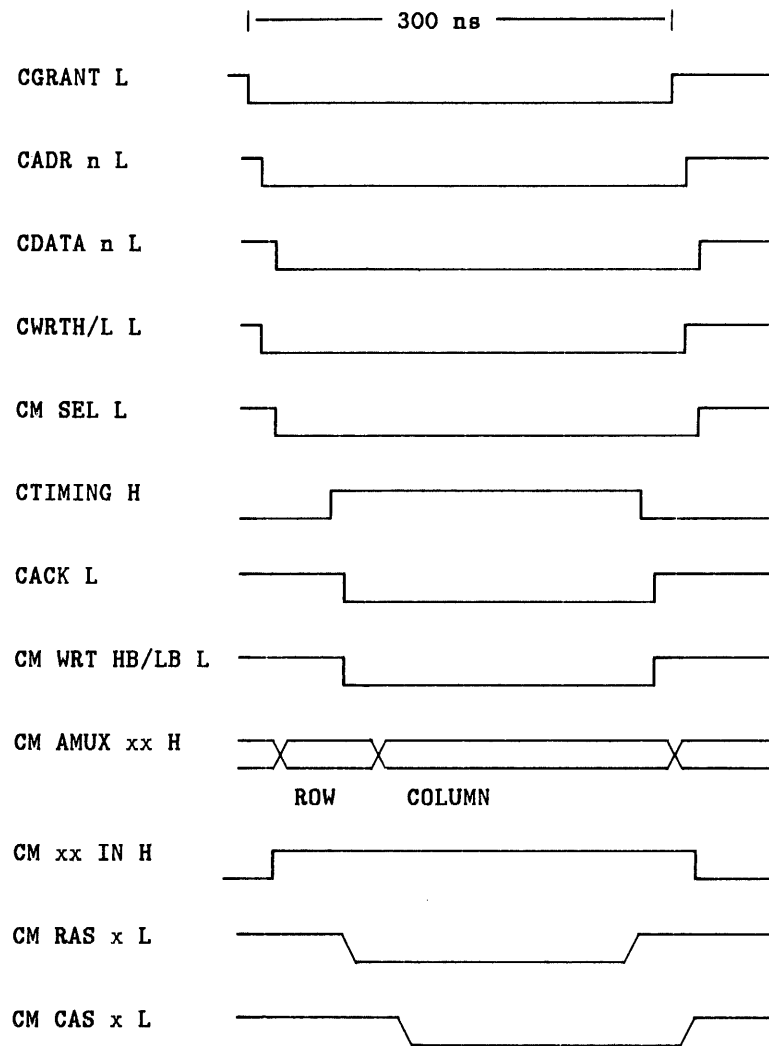 300 ns
CGRANT L
CADR n L
CDATA n L
CWRTH/L L
CM SEL L
CTIMING H
CACK L
CM WRT HB/LB L
CM AMUX xx H
ROW COLUMN
CM xx IN H
CM RAS x L
CM CAS x L